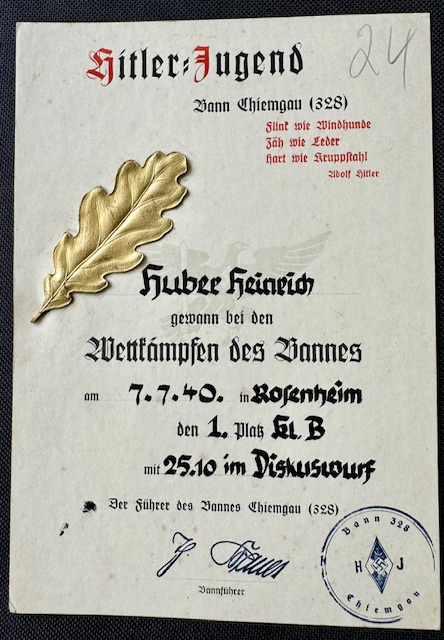 24
Hitler-Jugend
Bann Chiemgau (328)
Flink wie Windhunde
Zäh wie Leder
Hart wie Kruppstahl
Adolf Hitler
Huber Heinrich
gewann bei den
Wettkämpfen des Bannes
am 7.7.40. in Rosenheim
den 1. Platz Kl. B
mit 25.10 im Diskuswurf
Der Führer des Bannes Chiemgau (328)
Bannführer
Bann 328
H J
Chiemgau